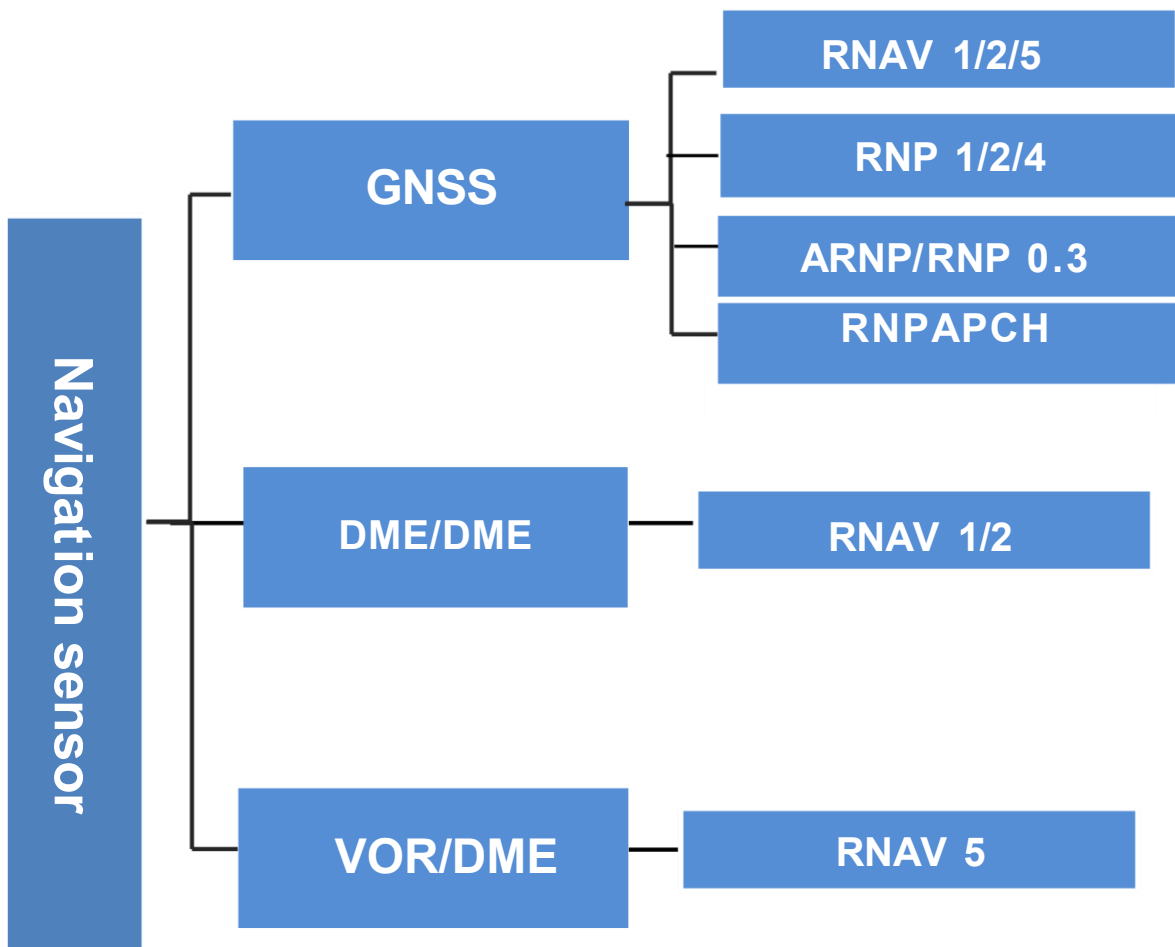 Navigation sensor
GNSS
RNAV 1/2/5
RNP 1/2/4
ARNP/RNP 0.3
RNPAPCH
DME/DME
RNAV 1/2
VOR/DME
RNAV 5